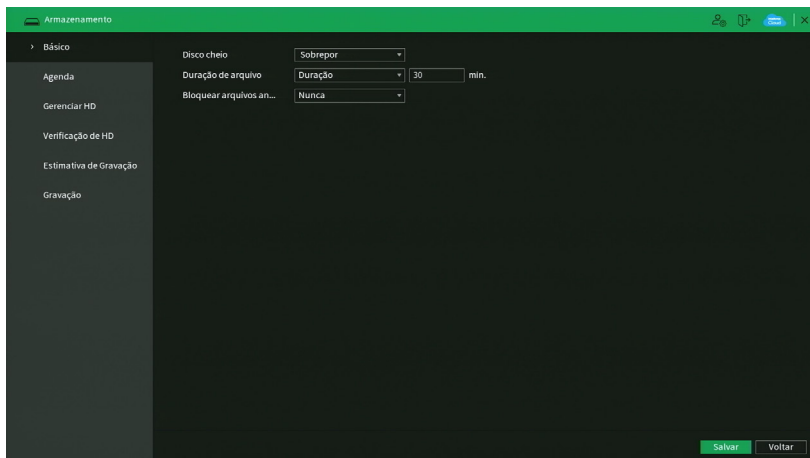 Armazenamento
Básico
Agenda
Gerenciar HD
Verificação de HD
Estimativa de Gravação
Gravação
Disco cheio Sobrepor
Duração de arquivo Duração 30 min.
Bloquear arquivos an... Nunca
Salvar Voltar